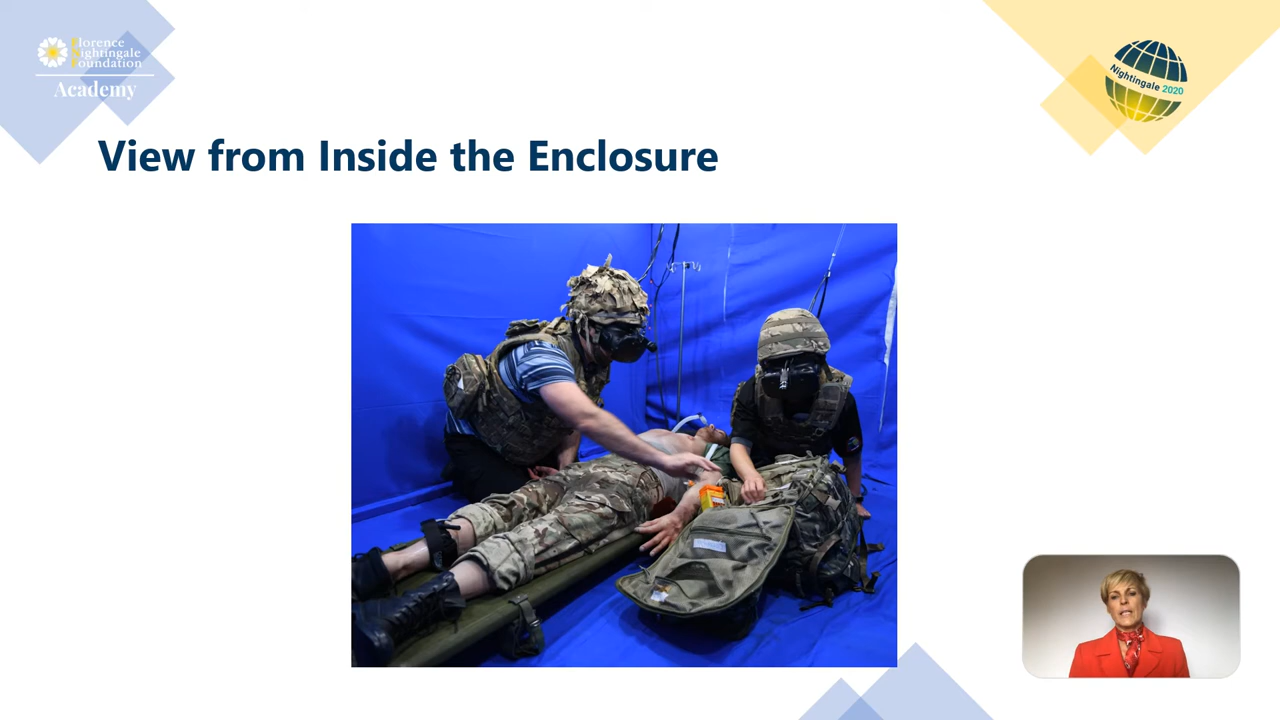 Florence
Nightingale
Foundation
Academy
Nightingale 2020
View from Inside the Enclosure